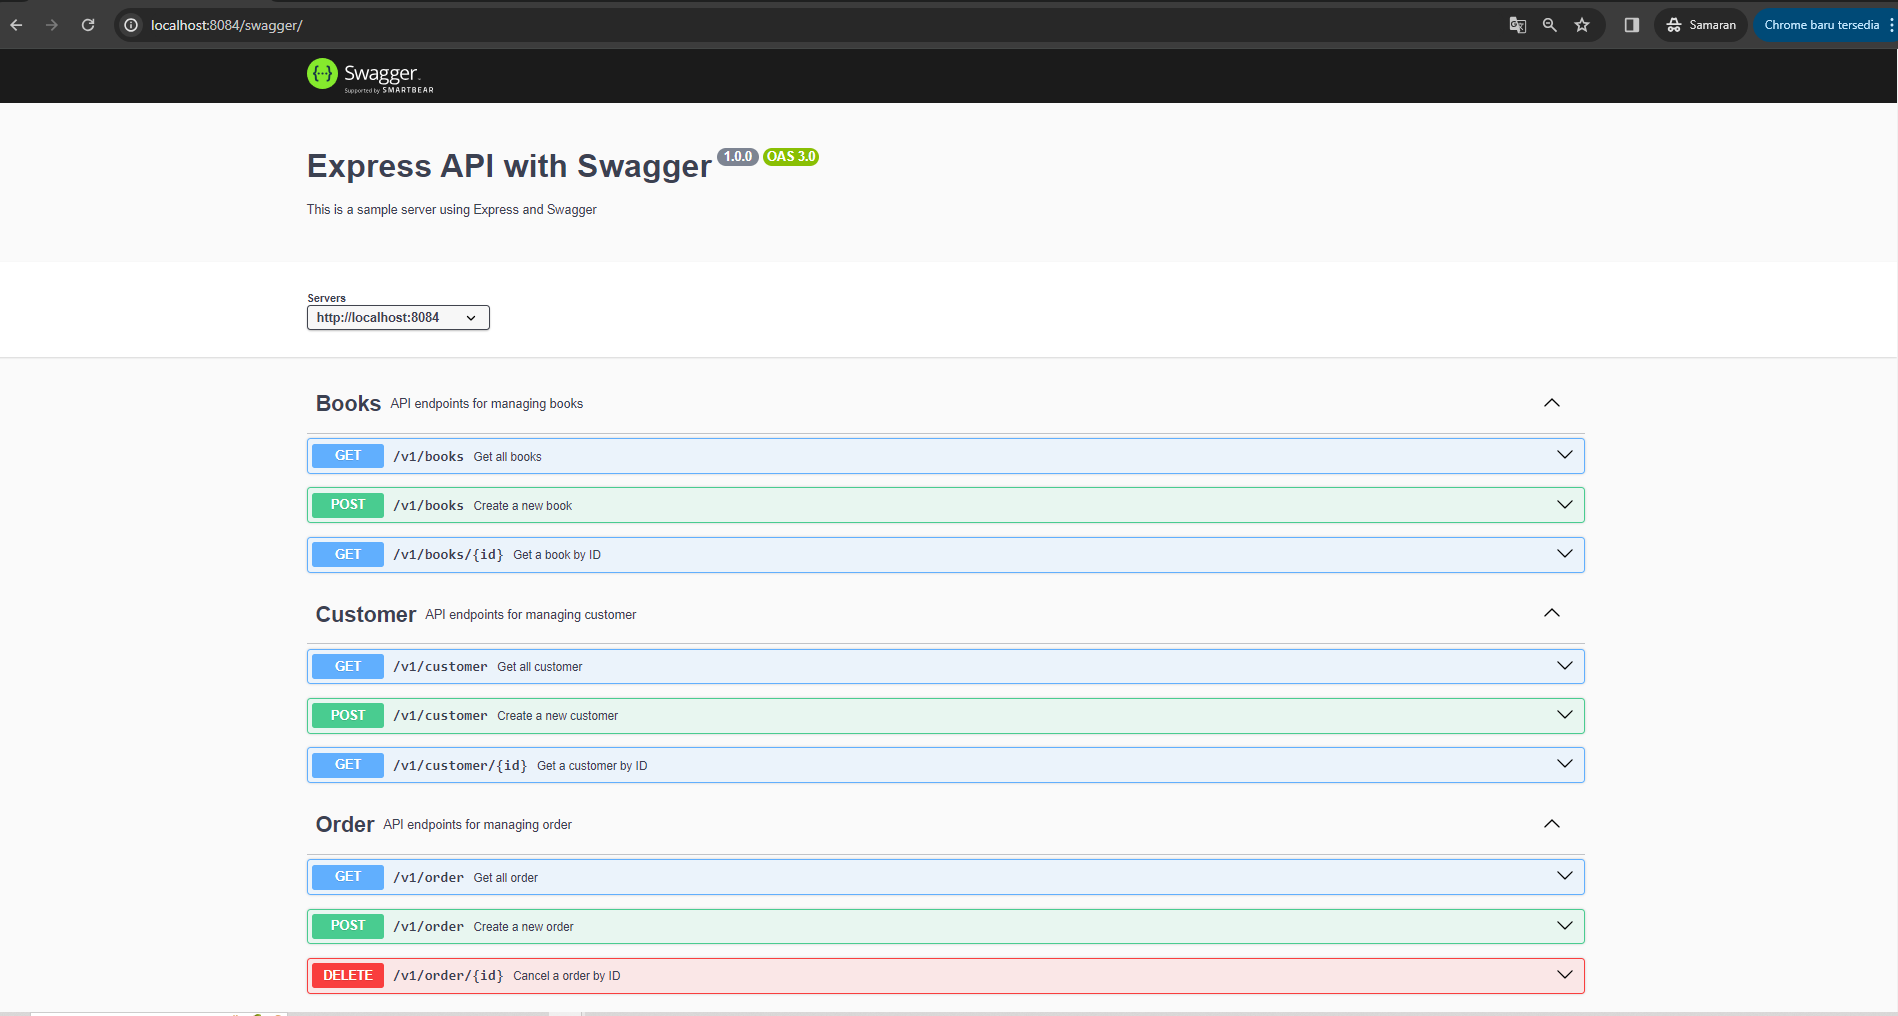 localhost:8084/swagger/
Samaran
Chrome baru tersedia
Swagger.
Supported by SMARTBEAR
Express API with Swagger 1.0.0 OAS 3.0
This is a sample server using Express and Swagger
Servers
http://localhost:8084
Books API endpoints for managing books
GET /v1/books Get all books
POST /v1/books Create a new book
GET /v1/books/{id} Get a book by ID
Customer API endpoints for managing customer
GET /v1/customer Get all customer
POST /v1/customer Create a new customer
GET /v1/customer/{id} Get a customer by ID
Order API endpoints for managing order
GET /v1/order Get all order
POST /v1/order Create a new order
DELETE /v1/order/{id} Cancel a order by ID